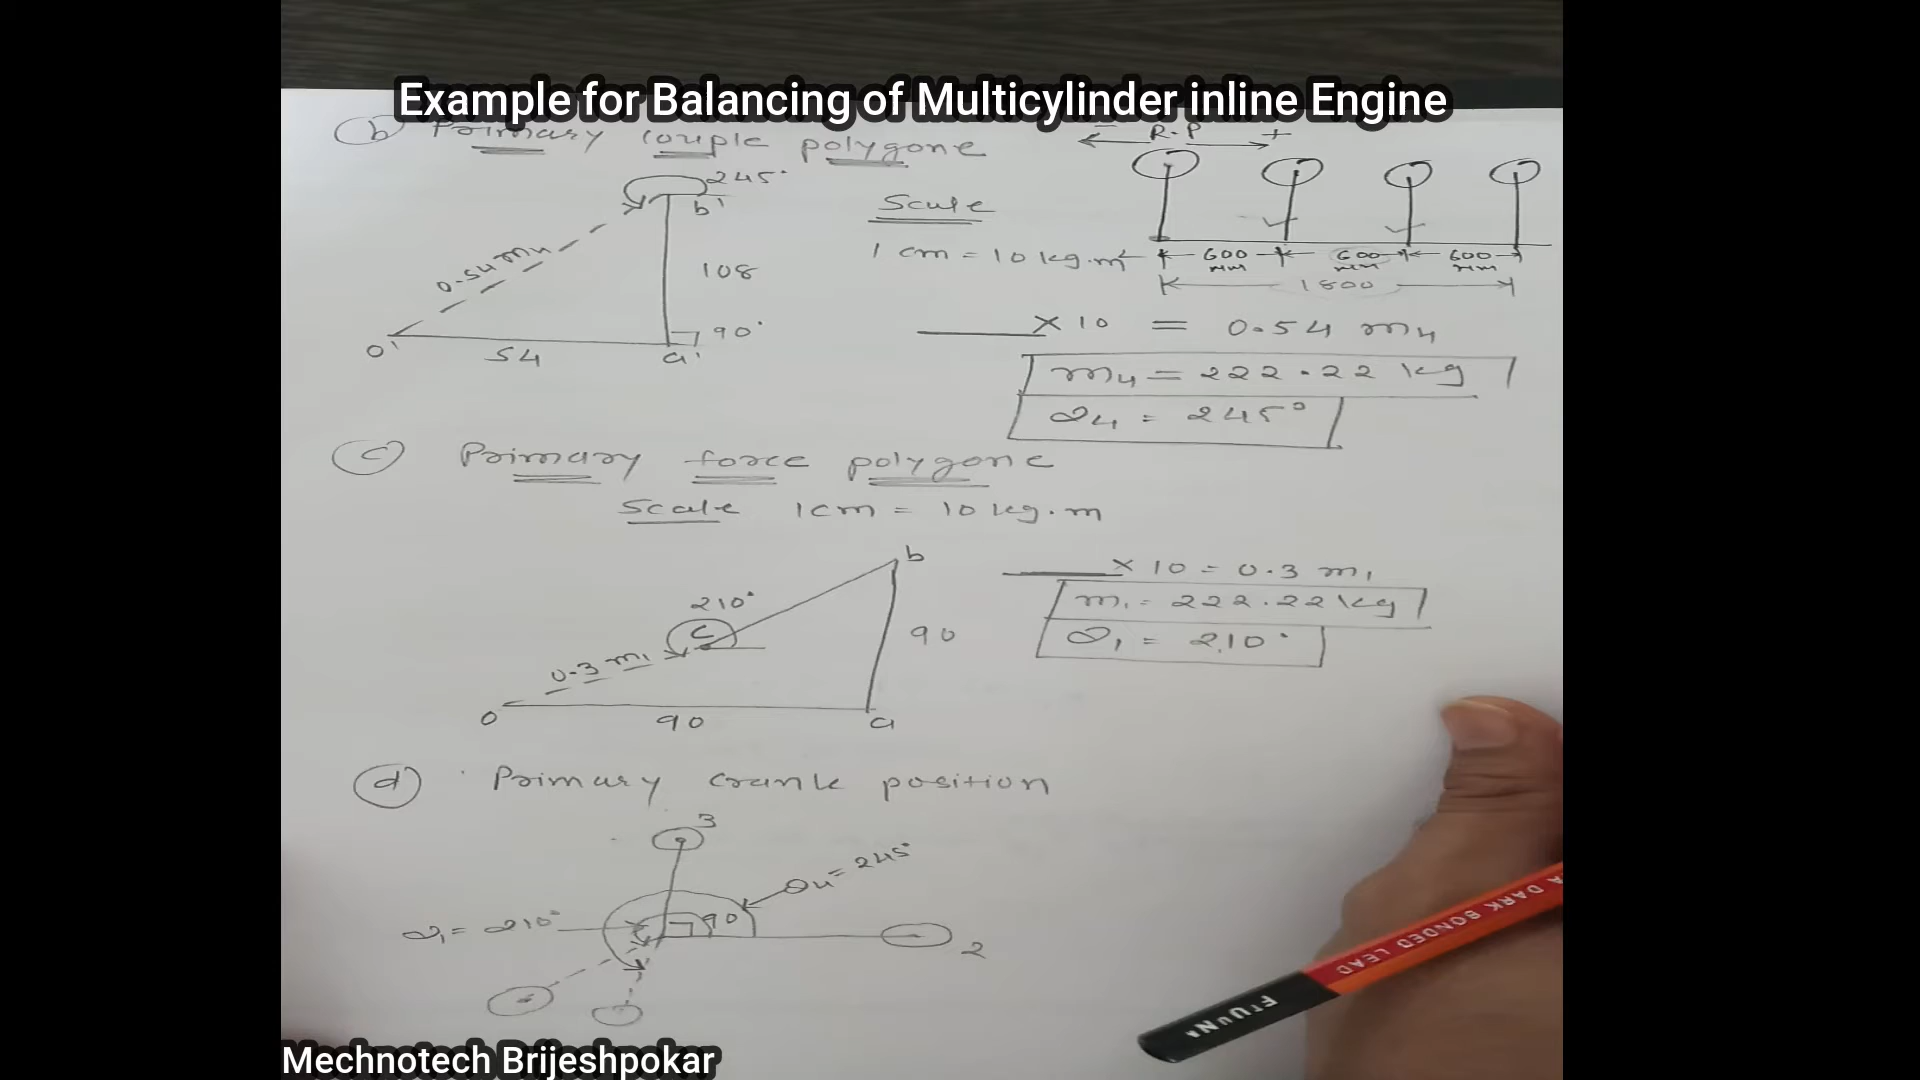 Example for Balancing of Multicylinder inline Engine
(b) Primary couple polygone
← R.P → +
245°
b'
Scale
0.54 m4
108
1 cm = 10 kg.m²
600 mm 600 mm 600 mm
1800
90°
o' 54 a'
× 10 = 0.54 m4
m4 = 222.22 kg
θ4 = 245°
(c) Primary force polygone
Scale 1cm = 10 kg.m
b
× 10 = 0.3 m1
210°
m1 = 222.22 kg
c
90
θ1 = 210°
0.3 m1
o 90 a
(d) Primary crank position
3
θ4 = 245°
θ1 = 210°
90
2
A DARK BONDED LEAD
Mechnotech Brijeshpokar